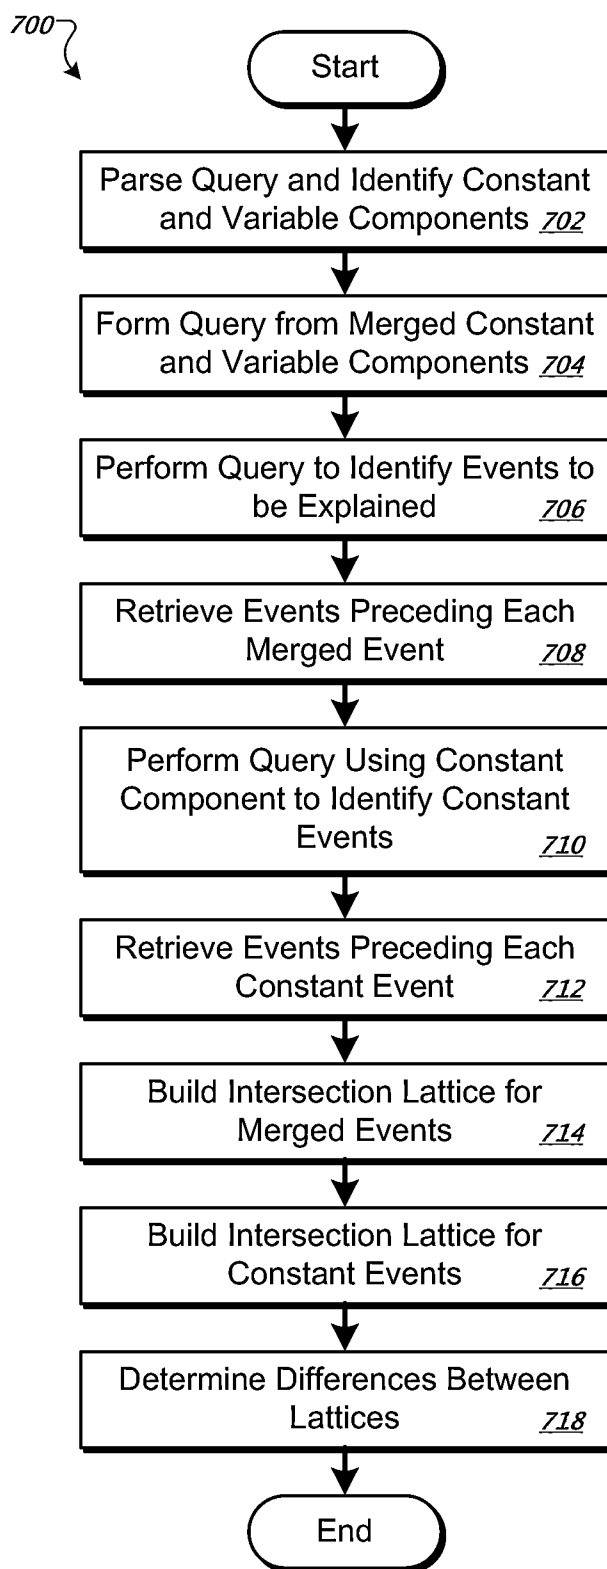 700
Start
Parse Query and Identify Constant
and Variable Components 702
Form Query from Merged Constant
and Variable Components 704
Perform Query to Identify Events to
be Explained 706
Retrieve Events Preceding Each
Merged Event 708
Perform Query Using Constant
Component to Identify Constant
Events 710
Retrieve Events Preceding Each
Constant Event 712
Build Intersection Lattice for
Merged Events 714
Build Intersection Lattice for
Constant Events 716
Determine Differences Between
Lattices 718
End